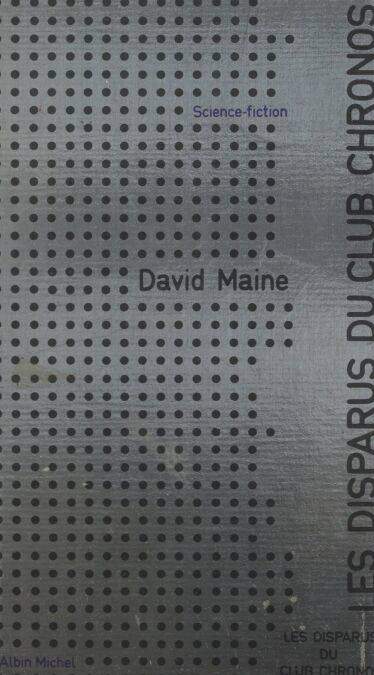 Science-fiction
David Maine
LES DISPARUS DU CLUB CHRONOS
Albin Michel
LES DISPARUS
DU
CLUB CHRONOS